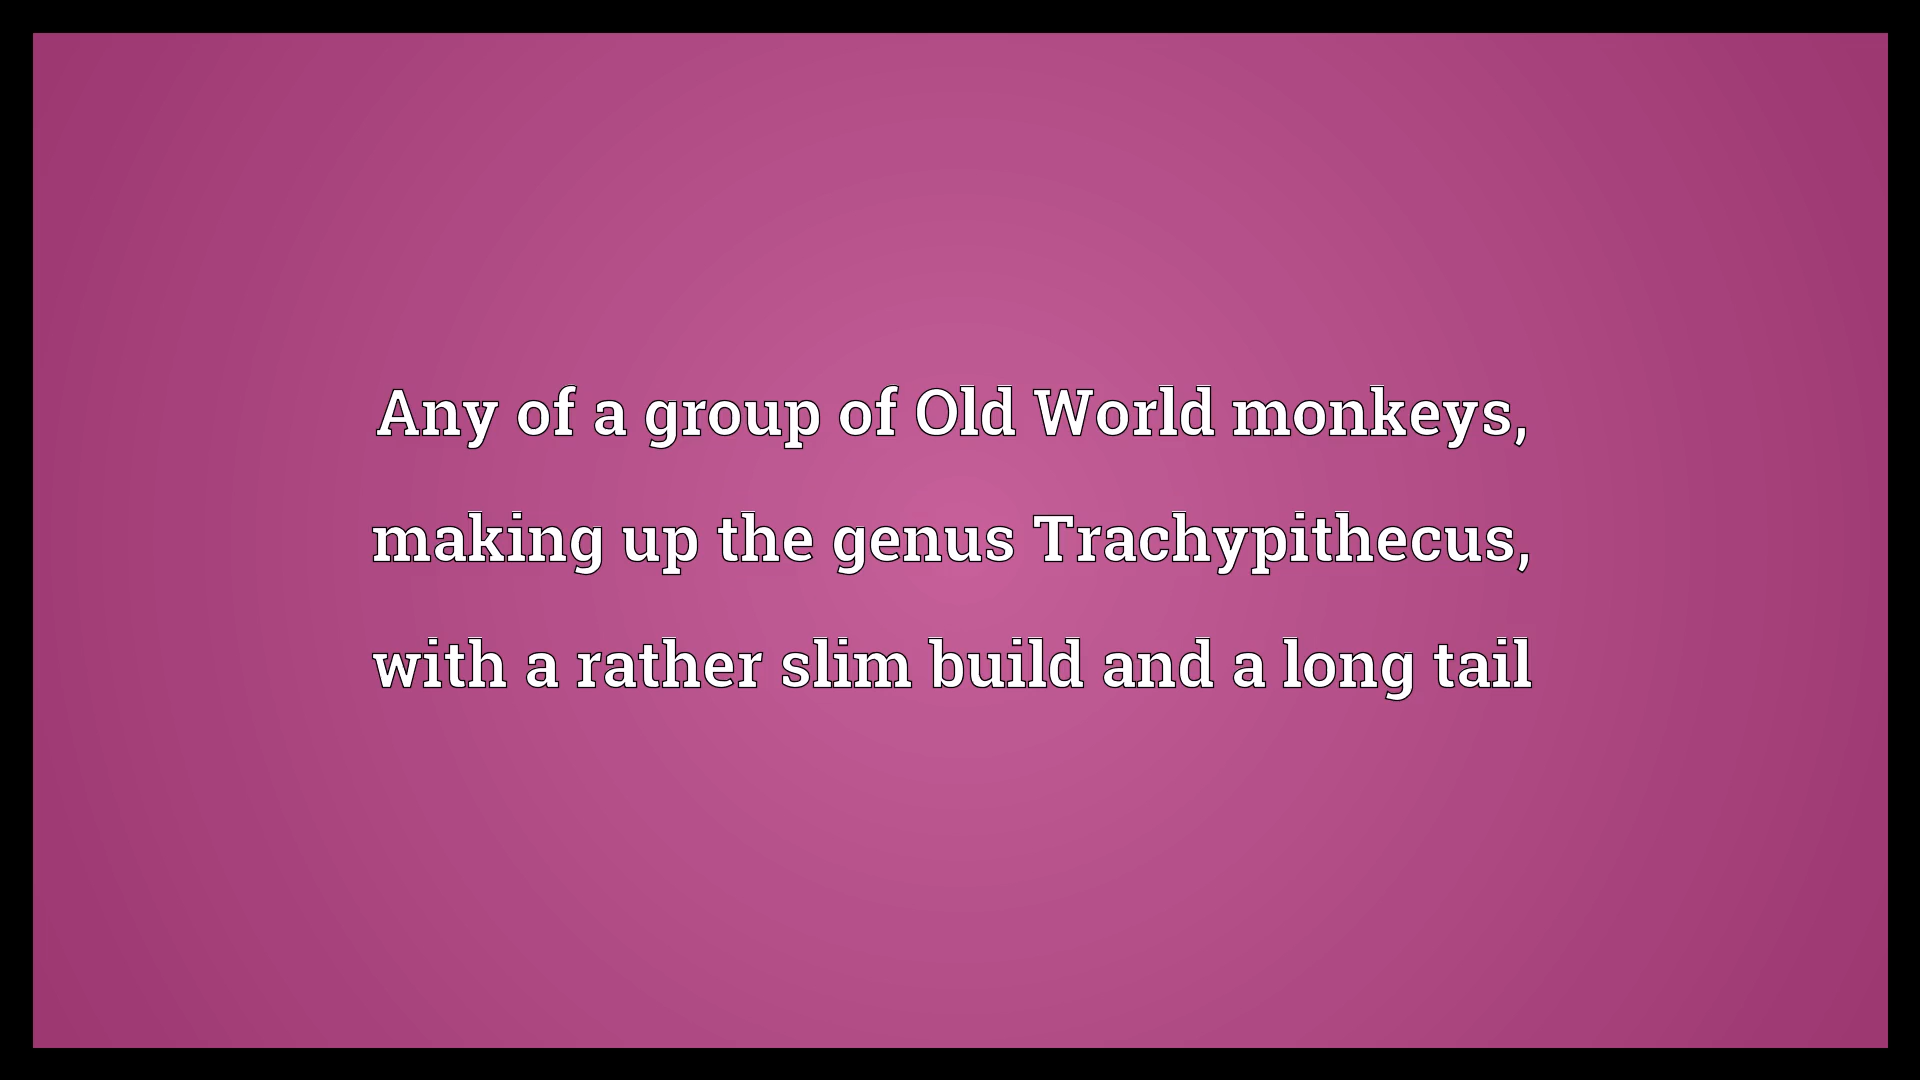 Any of a group of Old World monkeys,
making up the genus Trachypithecus,
with a rather slim build and a long tail